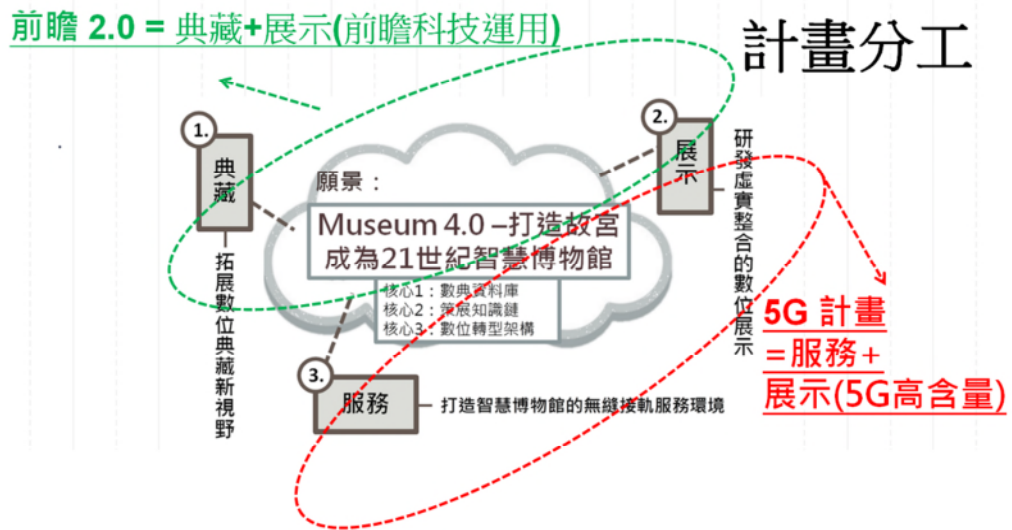 前瞻 2.0 = 典藏+展示(前瞻科技運用)
計畫分工
1.
典藏
拓展數位典藏新視野
2.
展示
研發虛實整合的數位展示
願景：
Museum 4.0 –打造故宮
成為21世紀智慧博物館
核心1：數典資料庫
核心2：策展知識鏈
核心3：數位轉型架構
3.
服務
打造智慧博物館的無縫接軌服務環境
5G 計畫
=服務+
展示(5G高含量)